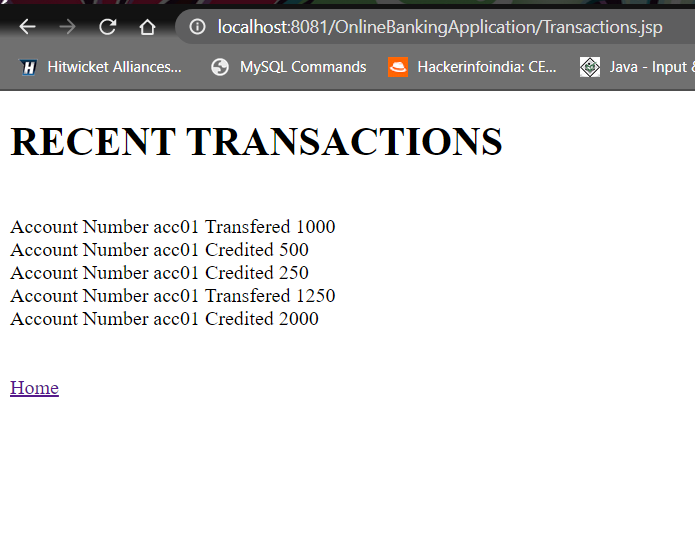 localhost:8081/OnlineBankingApplication/Transactions.jsp
Hitwicket Alliances... MySQL Commands Hackerinfoindia: CE... Java - Input &
RECENT TRANSACTIONS
Account Number acc01 Transfered 1000
Account Number acc01 Credited 500
Account Number acc01 Credited 250
Account Number acc01 Transfered 1250
Account Number acc01 Credited 2000
Home